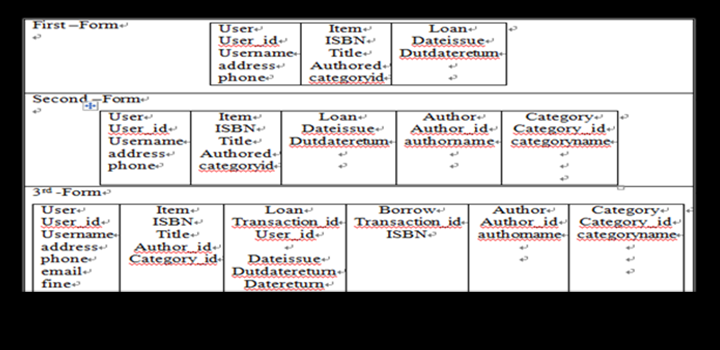 First –Form
User Item Loan
User_id ISBN Dateissue
Username Title Dutdatereturn
address Authored
phone categoryid
Second –Form
User Item Loan Author Category
User_id ISBN Dateissue Author_id Category_id
Username Title Dutdatereturn authorname categoryname
address Authored
phone categoryid
3rd -Form
User Item Loan Borrow Author Category
User_id ISBN Transaction_id Transaction_id Author_id Category_id
Username Title User_id ISBN authorname categoryname
address Author_id
phone Category_id Dateissue
email Dutdatereturn
fine Datereturn